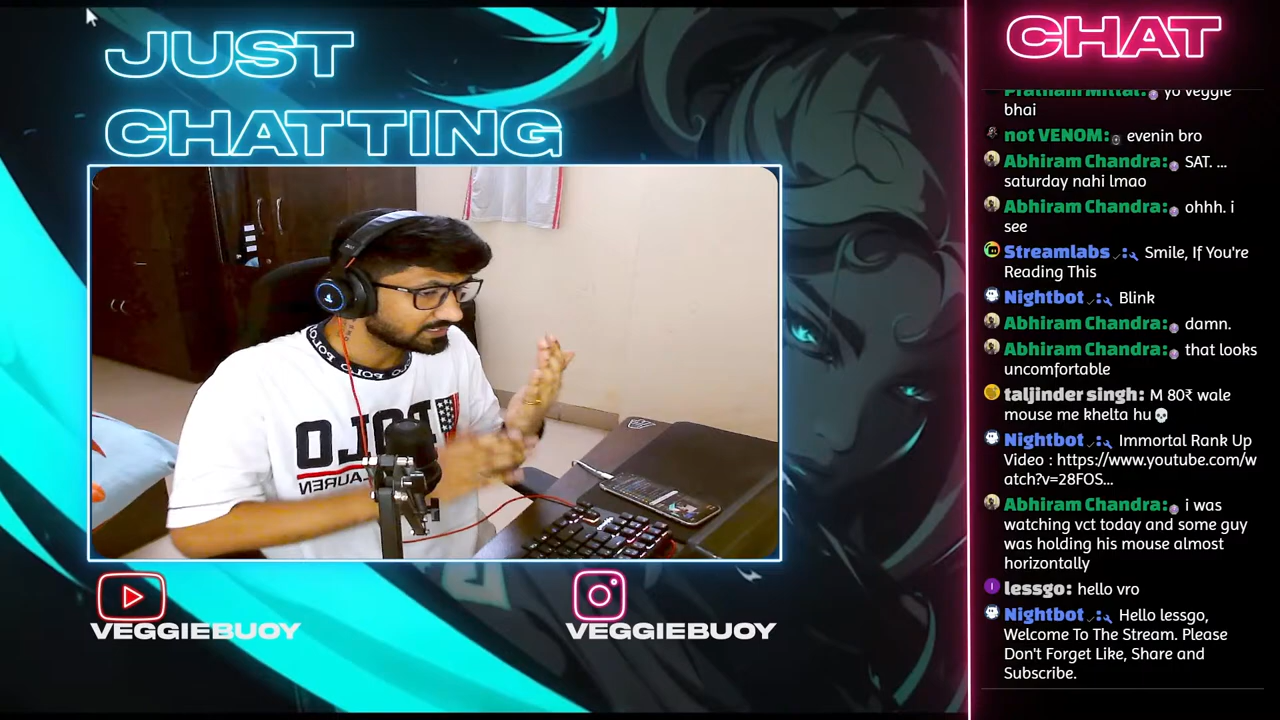 JUST
CHATTING
POLO
LAUREN
VEGGIEBUOY
VEGGIEBUOY
CHAT
Pratham Mittal: yo veggie
bhai
not VENOM: evenin bro
Abhiram Chandra: SAT. ...
saturday nahi lmao
Abhiram Chandra: ohhh. i
see
Streamlabs : Smile, If You're
Reading This
Nightbot : Blink
Abhiram Chandra: damn.
Abhiram Chandra: that looks
uncomfortable
taljinder singh: M 80₹ wale
mouse me khelta hu💀
Nightbot : Immortal Rank Up
Video : https://www.youtube.com/w
atch?v=28FOS...
Abhiram Chandra: i was
watching vct today and some guy
was holding his mouse almost
horizontally
lessgo: hello vro
Nightbot : Hello lessgo,
Welcome To The Stream. Please
Don't Forget Like, Share and
Subscribe.